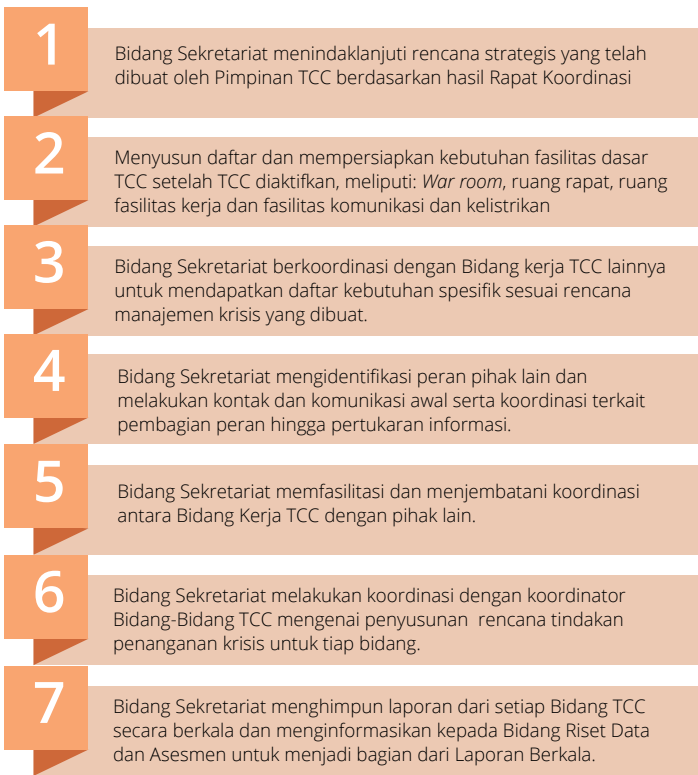 1
Bidang Sekretariat menindaklanjuti rencana strategis yang telah
dibuat oleh Pimpinan TCC berdasarkan hasil Rapat Koordinasi
2
Menyusun daftar dan mempersiapkan kebutuhan fasilitas dasar
TCC setelah TCC diaktifkan, meliputi: War room, ruang rapat, ruang
fasilitas kerja dan fasilitas komunikasi dan kelistrikan
3
Bidang Sekretariat berkoordinasi dengan Bidang kerja TCC lainnya
untuk mendapatkan daftar kebutuhan spesifik sesuai rencana
manajemen krisis yang dibuat.
4
Bidang Sekretariat mengidentifikasi peran pihak lain dan
melakukan kontak dan komunikasi awal serta koordinasi terkait
pembagian peran hingga pertukaran informasi.
5
Bidang Sekretariat memfasilitasi dan menjembatani koordinasi
antara Bidang Kerja TCC dengan pihak lain.
6
Bidang Sekretariat melakukan koordinasi dengan koordinator
Bidang-Bidang TCC mengenai penyusunan rencana tindakan
penanganan krisis untuk tiap bidang.
7
Bidang Sekretariat menghimpun laporan dari setiap Bidang TCC
secara berkala dan menginformasikan kepada Bidang Riset Data
dan Asesmen untuk menjadi bagian dari Laporan Berkala.